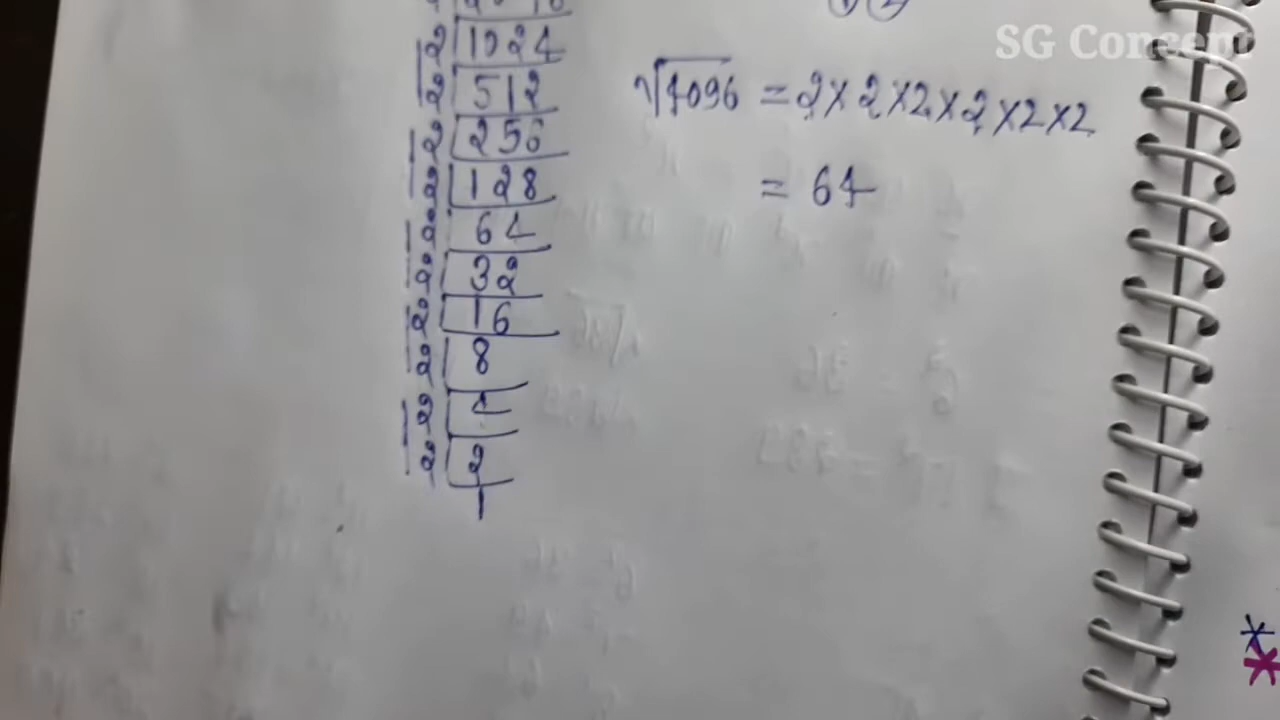 SG Concept
2 | 1024
2 | 512
2 | 256
2 | 128
2 | 64
2 | 32
2 | 16
2 | 8
2 | 4
2 | 2
1
√4096 = 2×2×2×2×2×2
= 64